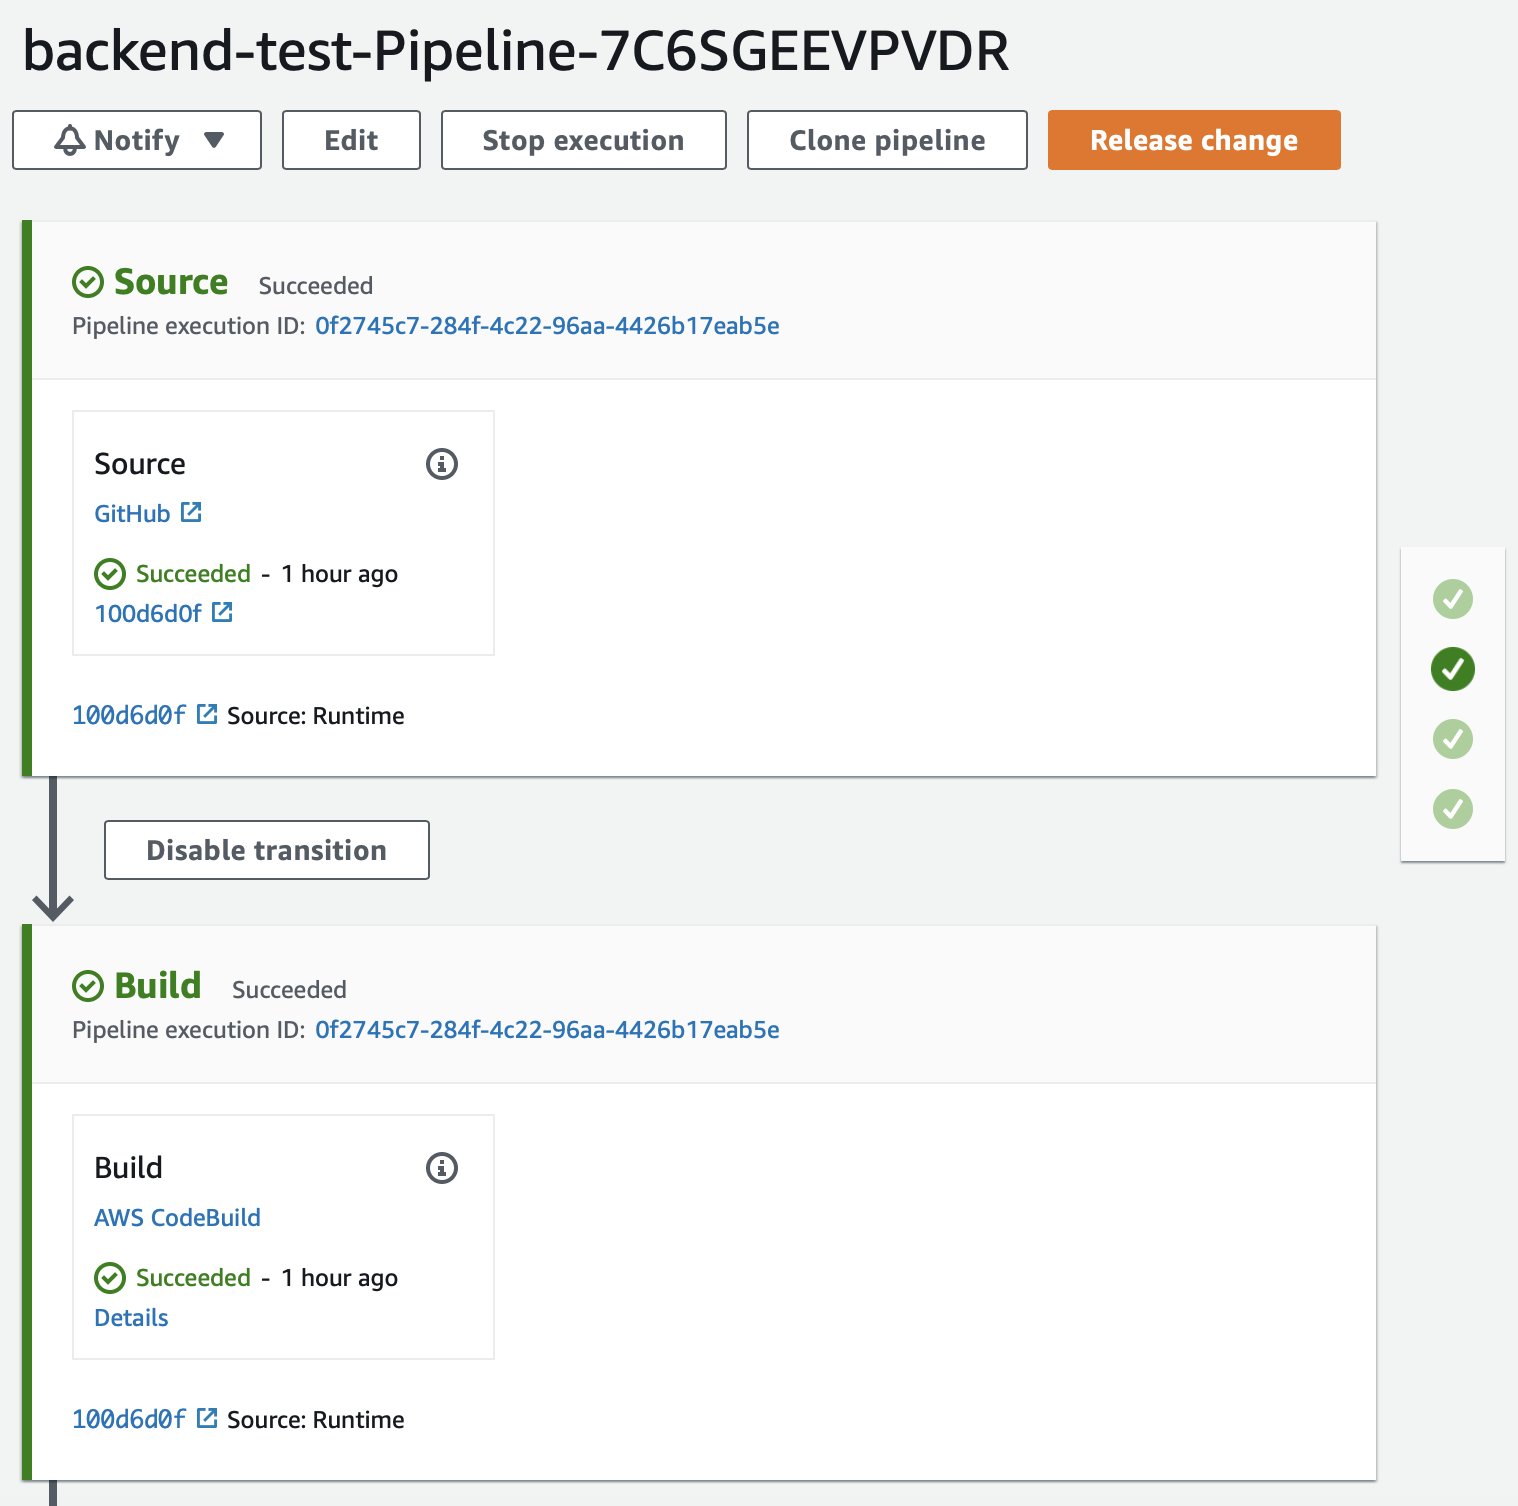 backend-test-Pipeline-7C6SGEEVPVDR
Notify Edit Stop execution Clone pipeline Release change
Source Succeeded
Pipeline execution ID: 0f2745c7-284f-4c22-96aa-4426b17eab5e
Source
GitHub
Succeeded - 1 hour ago
100d6d0f
100d6d0f Source: Runtime
Disable transition
Build Succeeded
Pipeline execution ID: 0f2745c7-284f-4c22-96aa-4426b17eab5e
Build
AWS CodeBuild
Succeeded - 1 hour ago
Details
100d6d0f Source: Runtime